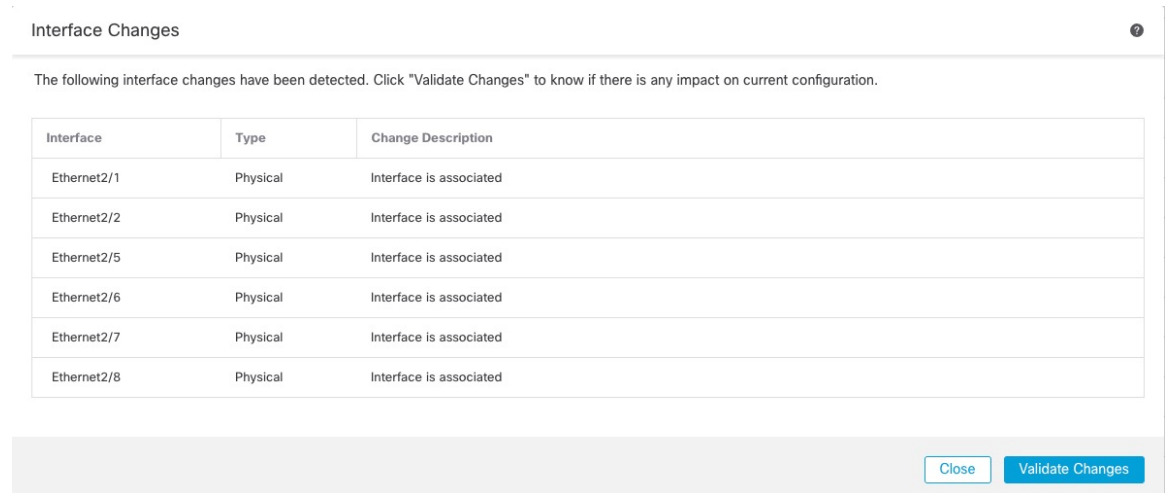 Interface Changes
The following interface changes have been detected. Click "Validate Changes" to know if there is any impact on current configuration.
Interface Type Change Description
Ethernet2/1 Physical Interface is associated
Ethernet2/2 Physical Interface is associated
Ethernet2/5 Physical Interface is associated
Ethernet2/6 Physical Interface is associated
Ethernet2/7 Physical Interface is associated
Ethernet2/8 Physical Interface is associated
Close Validate Changes